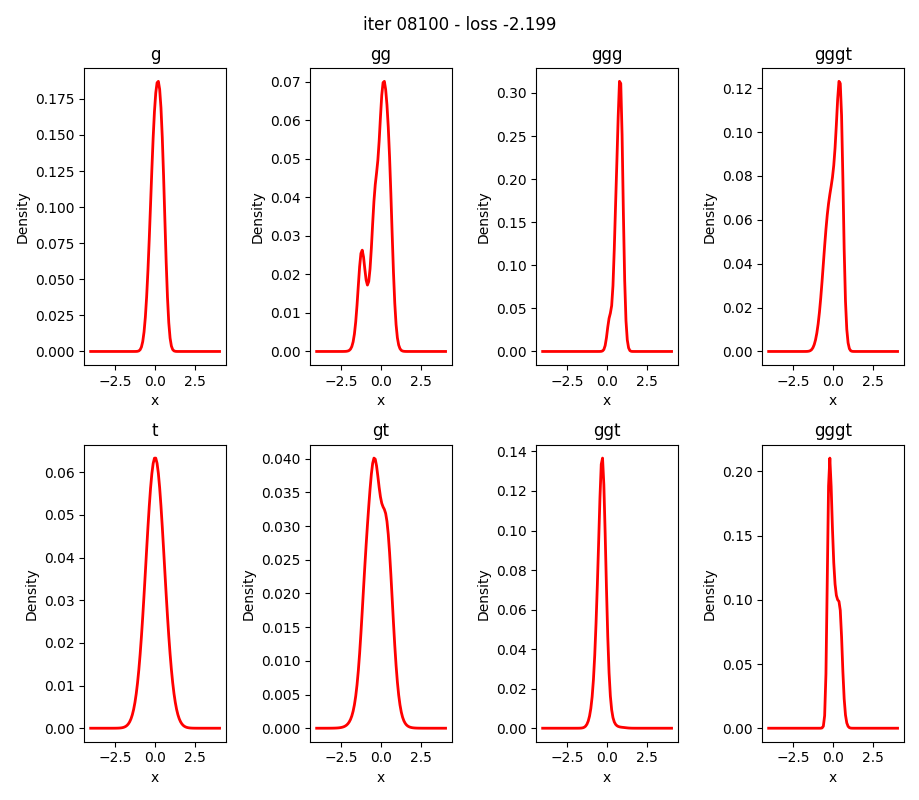 iter 08100 - loss -2.199
g
gg
ggg
gggt
0.175
0.150
0.125
0.100
0.075
0.050
0.025
0.000
Density
−2.5 0.0 2.5
x
0.07
0.06
0.05
0.04
0.03
0.02
0.01
0.00
Density
−2.5 0.0 2.5
x
0.30
0.25
0.20
0.15
0.10
0.05
0.00
Density
−2.5 0.0 2.5
x
0.12
0.10
0.08
0.06
0.04
0.02
0.00
Density
−2.5 0.0 2.5
x
t
gt
ggt
gggt
0.06
0.05
0.04
0.03
0.02
0.01
0.00
Density
−2.5 0.0 2.5
x
0.040
0.035
0.030
0.025
0.020
0.015
0.010
0.005
0.000
Density
−2.5 0.0 2.5
x
0.14
0.12
0.10
0.08
0.06
0.04
0.02
0.00
Density
−2.5 0.0 2.5
x
0.20
0.15
0.10
0.05
0.00
Density
−2.5 0.0 2.5
x